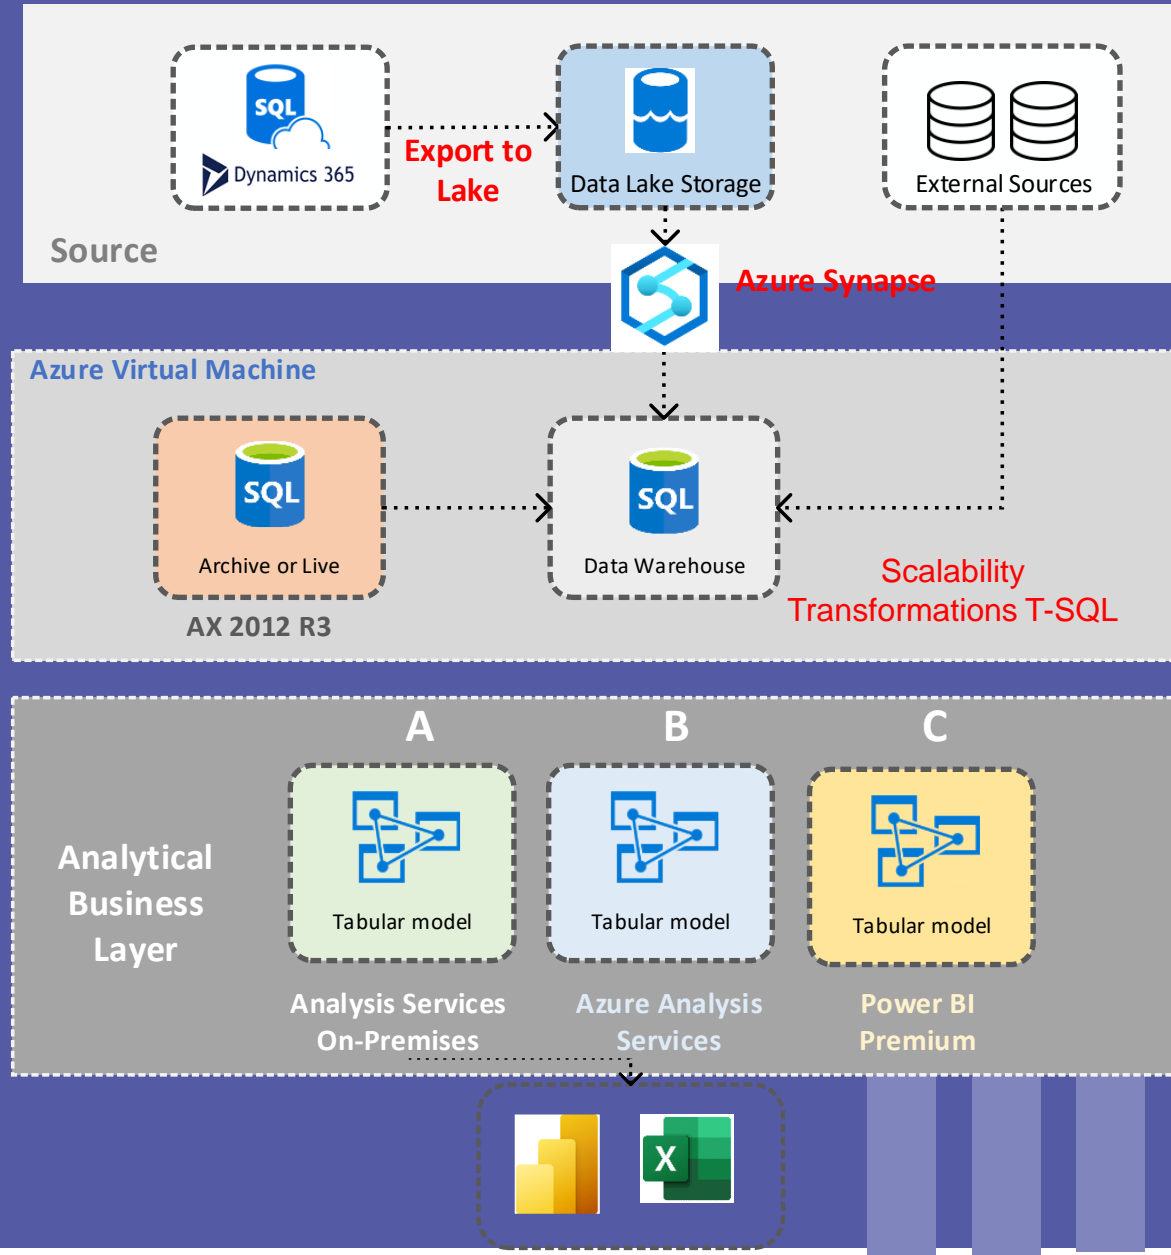 SQL
Dynamics 365
Export to
Lake
Data Lake Storage
External Sources
Source
Azure Synapse
Azure Virtual Machine
SQL
Archive or Live
AX 2012 R3
SQL
Data Warehouse
Scalability
Transformations T-SQL
Analytical
Business
Layer
A
Tabular model
Analysis Services
On-Premises
B
Tabular model
Azure Analysis
Services
C
Tabular model
Power BI
Premium
X